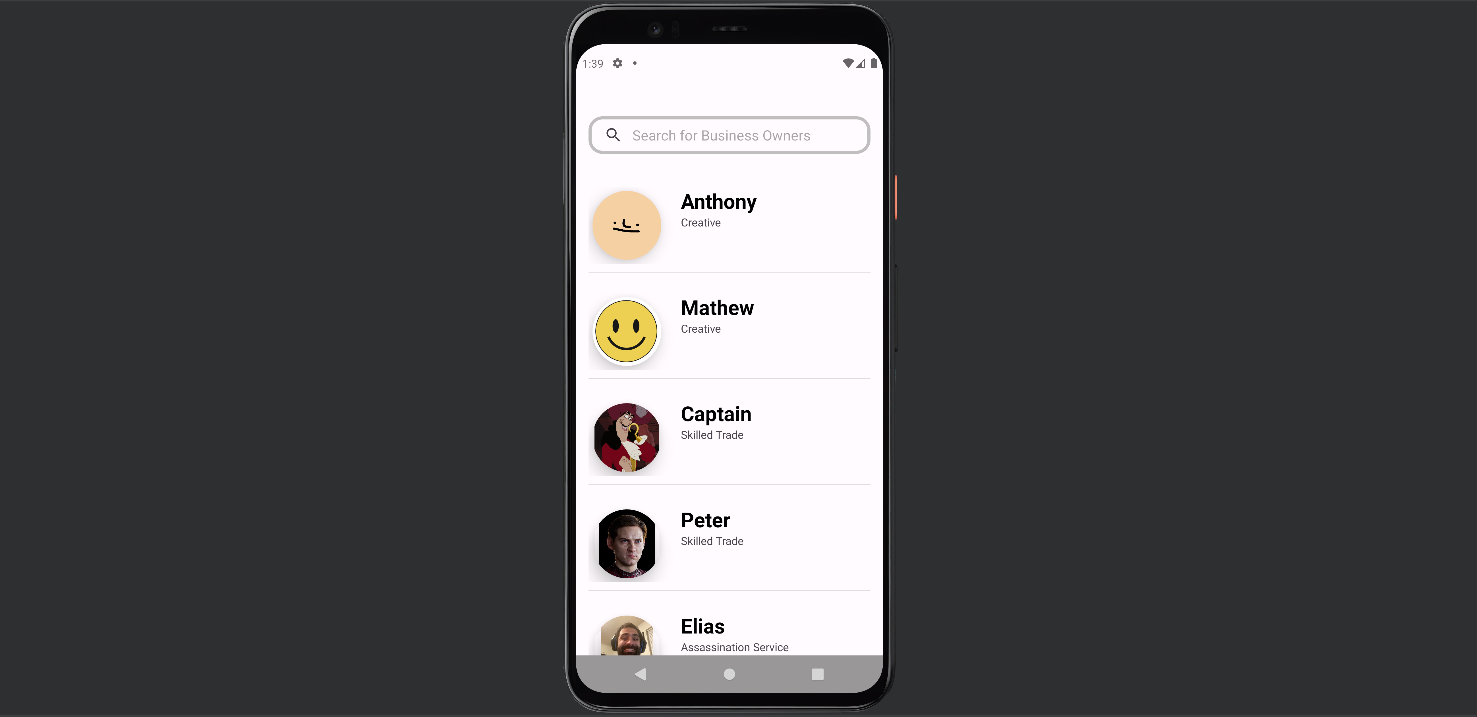 1:39
Search for Business Owners
Anthony
Creative
Mathew
Creative
Captain
Skilled Trade
Peter
Skilled Trade
Elias
Assassination Service